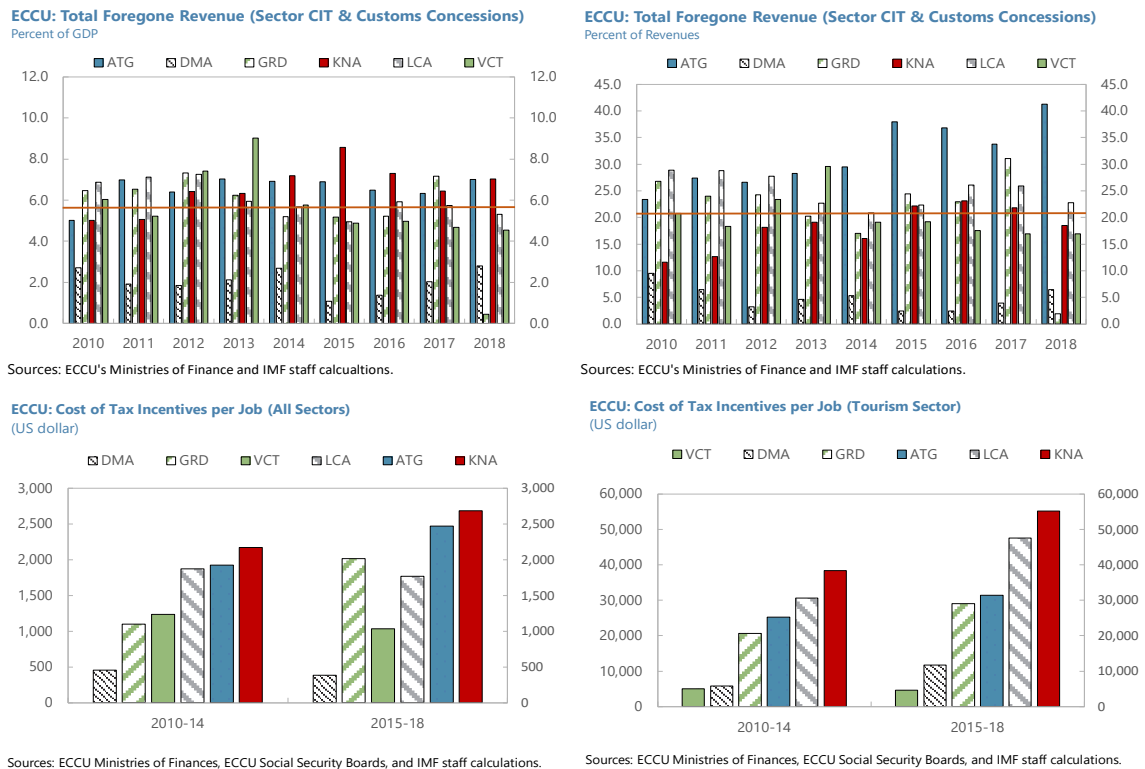 ECCU: Total Foregone Revenue (Sector CIT & Customs Concessions)
Percent of GDP
ATG DMA GRD KNA LCA VCT
12.0 12.0
10.0 10.0
8.0 8.0
6.0 6.0
4.0 4.0
2.0 2.0
0.0 0.0
2010 2011 2012 2013 2014 2015 2016 2017 2018
Sources: ECCU's Ministries of Finance and IMF staff calcualtions.
ECCU: Total Foregone Revenue (Sector CIT & Customs Concessions)
Percent of Revenues
ATG DMA GRD KNA LCA VCT
45.0 45.0
40.0 40.0
35.0 35.0
30.0 30.0
25.0 25.0
20.0 20.0
15.0 15.0
10.0 10.0
5.0 5.0
0.0 0.0
2010 2011 2012 2013 2014 2015 2016 2017 2018
Sources: ECCU's Ministries of Finance and IMF staff calculations.
ECCU: Cost of Tax Incentives per Job (All Sectors)
(US dollar)
DMA GRD VCT LCA ATG KNA
3,000 3,000
2,500 2,500
2,000 2,000
1,500 1,500
1,000 1,000
500 500
0 0
2010-14 2015-18
Sources: ECCU Ministries of Finances, ECCU Social Security Boards, and IMF staff calculations.
ECCU: Cost of Tax Incentives per Job (Tourism Sector)
(US dollar)
VCT DMA GRD ATG LCA KNA
60,000 60,000
50,000 50,000
40,000 40,000
30,000 30,000
20,000 20,000
10,000 10,000
0 0
2010-14 2015-18
Sources: ECCU Ministries of Finances, ECCU Social Security Boards, and IMF staff calculations.